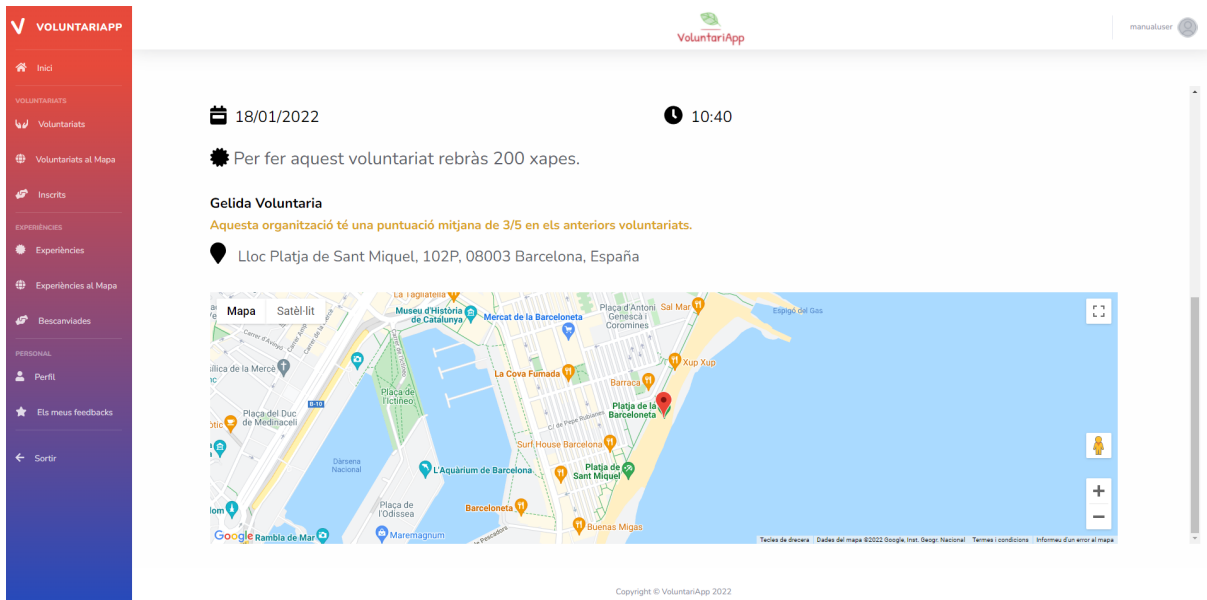 VOLUNTARIAPP
VoluntariApp
manualuser
Inici
VOLUNTARIATS
Voluntariats
Voluntariats al Mapa
Inscrits
EXPERIÈNCIES
Experiències
Experiències al Mapa
Bescanviades
PERSONAL
Perfil
Els meus feedbacks
Sortir
18/01/2022
10:40
Per fer aquest voluntariat rebràs 200 xapes.
Gelida Voluntaria
Aquesta organització té una puntuació mitjana de 3/5 en els anteriors voluntariats.
Lloc Platja de Sant Miquel, 102P, 08003 Barcelona, España
Mapa
Satèl·lit
La Tagliatella
Museu d'Història
de Catalunya
Mercat de la Barceloneta
Plaça d'Antoni
Genescà i
Coromines
Sal Mar
Espigó del Gas
La Cova Fumada
Xup Xup
Barraca
Plaça de
l'Ictíneo
B-10
Plaça del Duc
de Medinaceli
C/ de Pepe Rubianes
Platja de la
Barceloneta
Surf House Barcelona
Dàrsena
Nacional
L'Aquàrium de Barcelona
Platja de
Sant Miquel
Plaça de
l'Odissea
Barceloneta
Buenas Migas
Google
Rambla de Mar
Maremagnum
Tecles de drecera
Dades del mapa ©2022 Google, Inst. Geogr. Nacional
Termes i condicions
Informeu d'un error al mapa
Copyright © VoluntariApp 2022